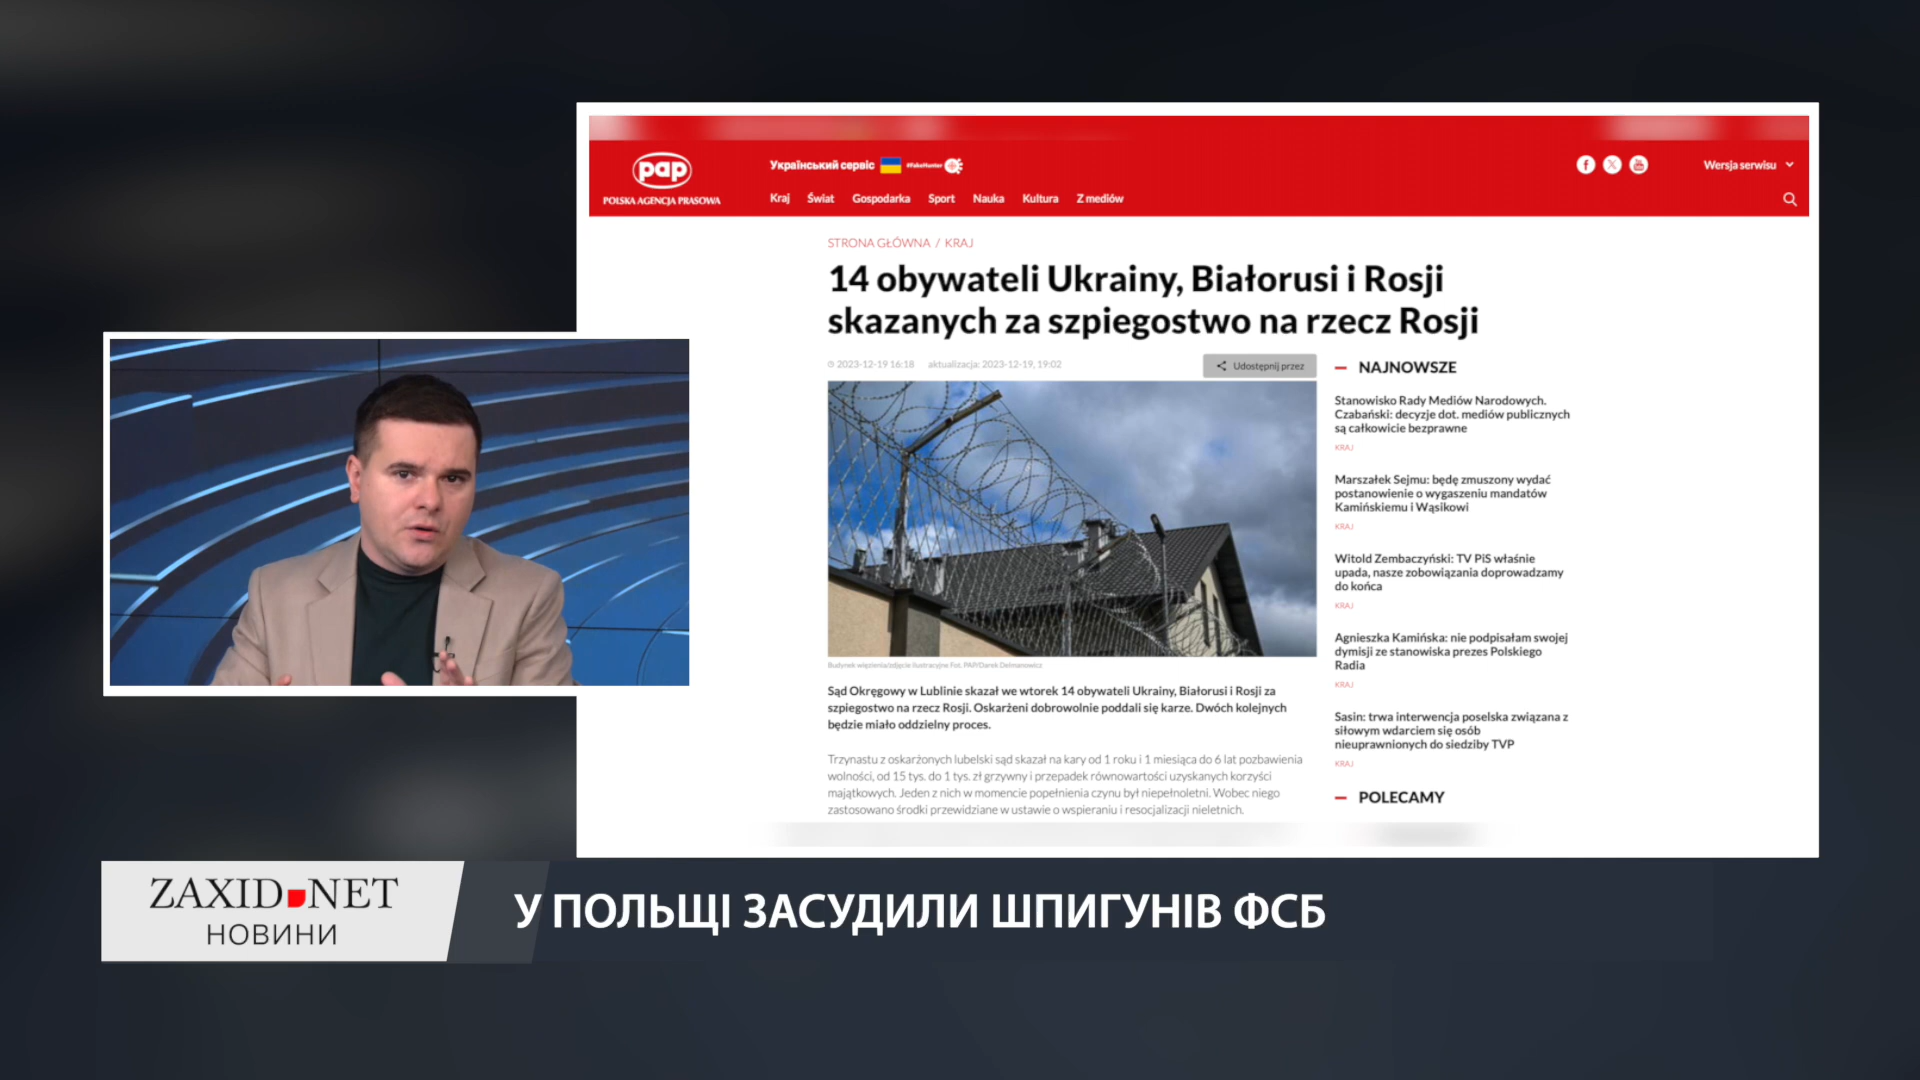 pap
POLSKA AGENCJA PRASOWA
Український сервіс
#FakeHunter
Kraj Świat Gospodarka Sport Nauka Kultura Z mediów
Wersja serwisu
STRONA GŁÓWNA / KRAJ
14 obywateli Ukrainy, Białorusi i Rosji
skazanych za szpiegostwo na rzecz Rosji
2023-12-19 16:18 aktualizacja: 2023-12-19, 19:02
Udostępnij przez
Budynek więzienia/zdjęcie ilustracyjne Fot. PAP/Darek Delmanowicz
Sąd Okręgowy w Lublinie skazał we wtorek 14 obywateli Ukrainy, Białorusi i Rosji za
szpiegostwo na rzecz Rosji. Oskarżeni dobrowolnie poddali się karze. Dwóch kolejnych
będzie miało oddzielny proces.
Trzynastu z oskarżonych lubelski sąd skazał na kary od 1 roku i 1 miesiąca do 6 lat pozbawienia
wolności, od 15 tys. do 1 tys. zł grzywny i przepadek równowartości uzyskanych korzyści
majątkowych. Jeden z nich w momencie popełnienia czynu był niepełnoletni. Wobec niego
zastosowano środki przewidziane w ustawie o wspieraniu i resocjalizacji nieletnich.
NAJNOWSZE
Stanowisko Rady Mediów Narodowych.
Czabański: decyzje dot. mediów publicznych
są całkowicie bezprawne
KRAJ
Marszałek Sejmu: będę zmuszony wydać
postanowienie o wygaszeniu mandatów
Kamińskiemu i Wąsikowi
KRAJ
Witold Zembaczyński: TV PiS właśnie
upada, nasze zobowiązania doprowadzamy
do końca
KRAJ
Agnieszka Kamińska: nie podpisałam swojej
dymisji ze stanowiska prezes Polskiego
Radia
KRAJ
Sasin: trwa interwencja poselska związana z
siłowym wdarciem się osób
nieuprawnionych do siedziby TVP
KRAJ
POLECAMY
ZAXID.NET
НОВИНИ
У ПОЛЬЩІ ЗАСУДИЛИ ШПИГУНІВ ФСБ